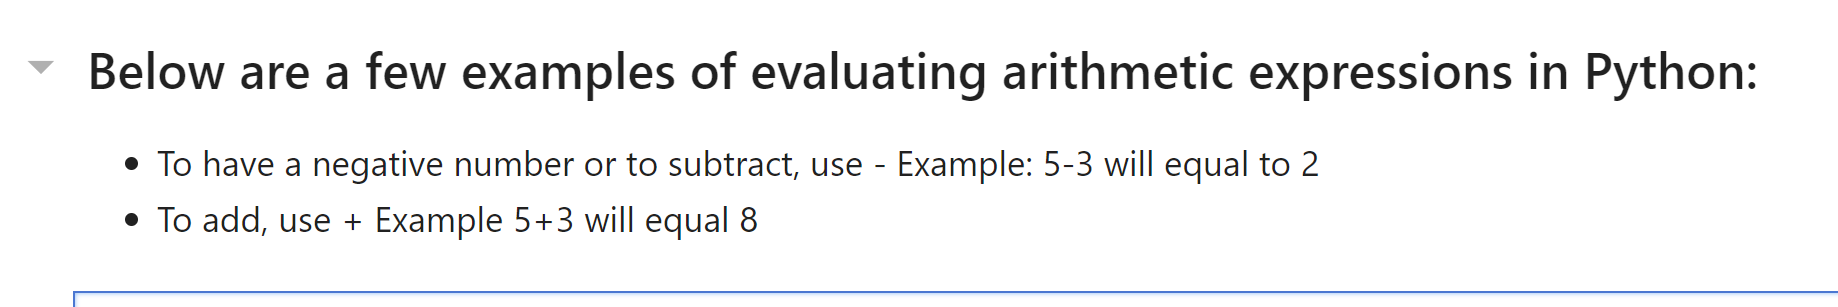 Below are a few examples of evaluating arithmetic expressions in Python:
To have a negative number or to subtract, use - Example: 5-3 will equal to 2
To add, use + Example 5+3 will equal 8